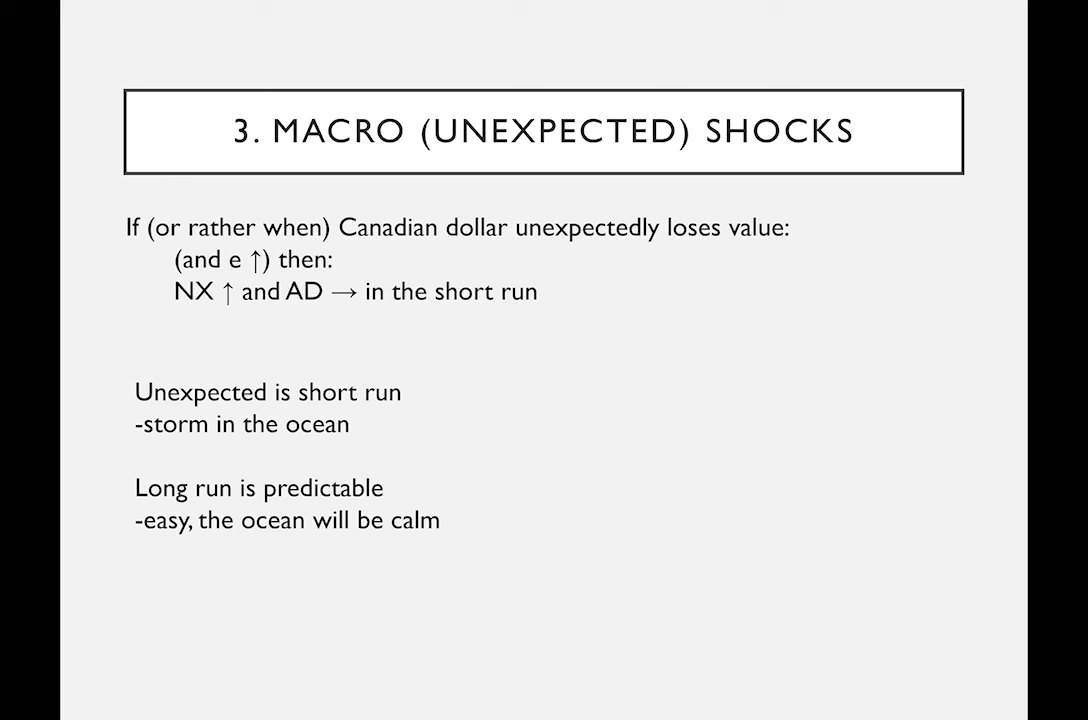 3. MACRO (UNEXPECTED) SHOCKS
If (or rather when) Canadian dollar unexpectedly loses value:
(and e ↑) then:
NX ↑ and AD → in the short run
Unexpected is short run
-storm in the ocean
Long run is predictable
-easy, the ocean will be calm